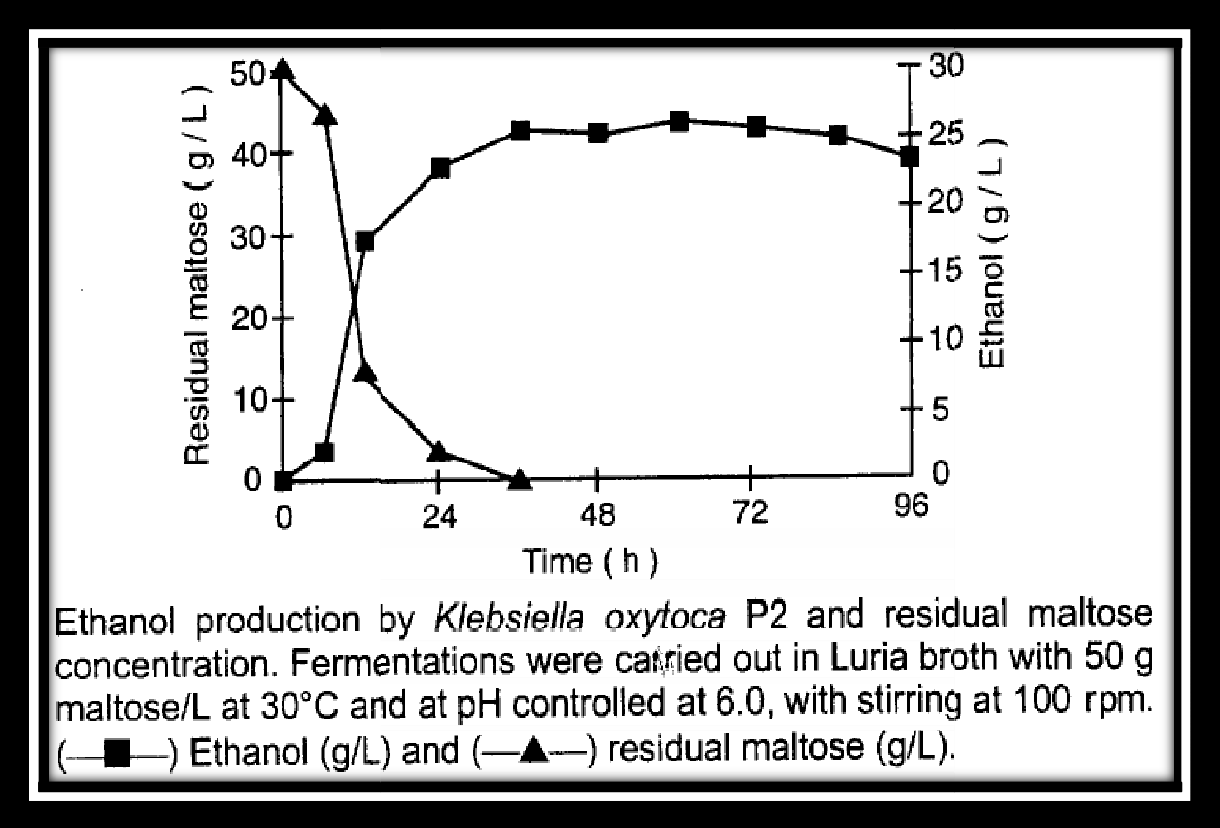 50
40
30
20
10
0
Residual maltose ( g / L )
30
25
20
15
10
5
0
Ethanol ( g / L )
0 24 48 72 96
Time ( h )
Ethanol production by Klebsiella oxytoca P2 and residual maltose
concentration. Fermentations were carried out in Luria broth with 50 g
maltose/L at 30°C and at pH controlled at 6.0, with stirring at 100 rpm.
(—■—) Ethanol (g/L) and (—▲—) residual maltose (g/L).